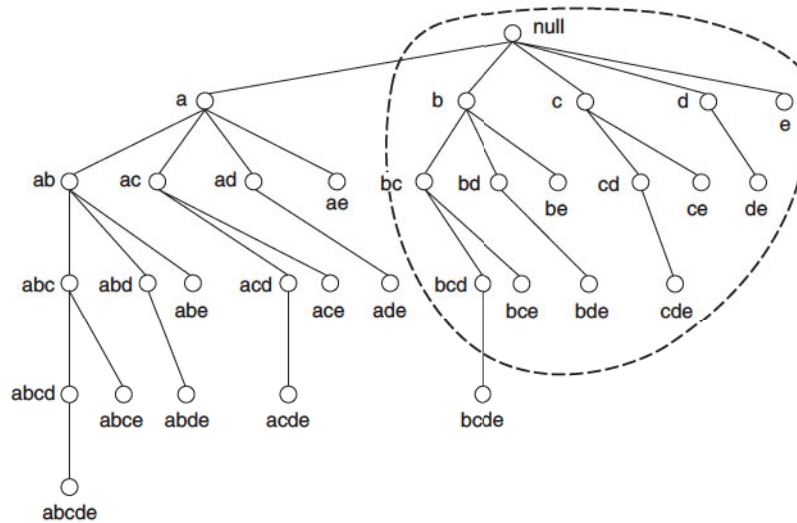 null
a b c d e
ab ac ad ae bc bd be cd ce de
abc abd abe acd ace ade bcd bce bde cde
abcd abce abde acde bcde
abcde